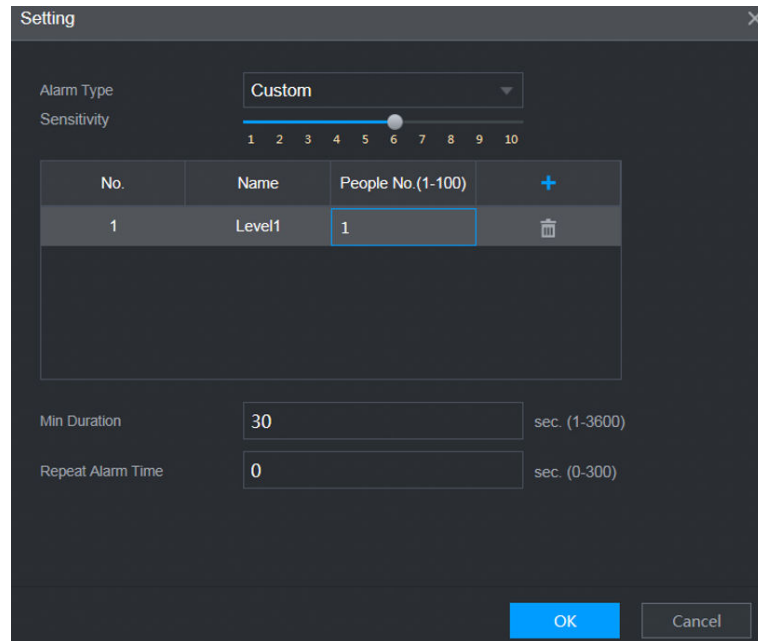 Setting
Alarm Type
Custom
Sensitivity
1 2 3 4 5 6 7 8 9 10
No. Name People No.(1-100) +
1 Level1 1
Min Duration 30 sec. (1-3600)
Repeat Alarm Time 0 sec. (0-300)
OK Cancel